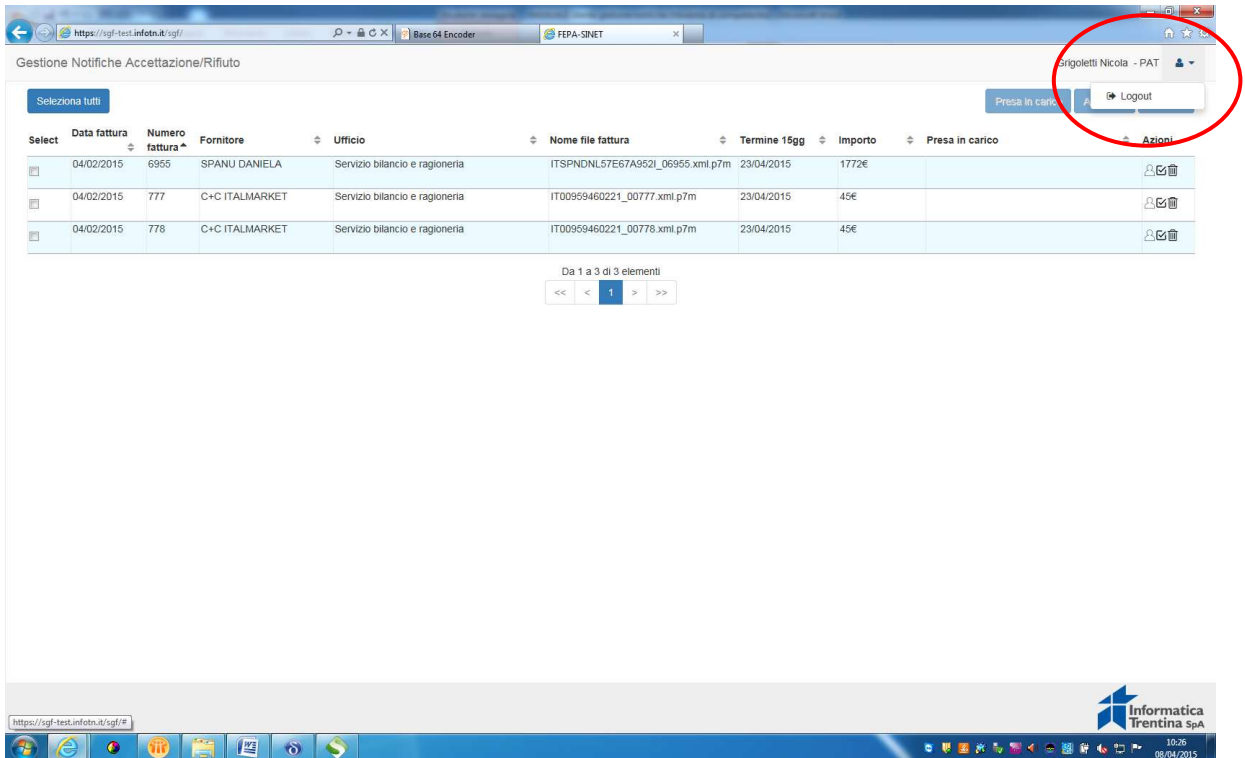 https://sgf-test.infotn.it/sgf/
Base 64 Encoder
FEPA-SINET
Gestione Notifiche Accettazione/Rifiuto
Grigoletti Nicola - PAT
Logout
Seleziona tutti
Presa in carico
Select Data fattura Numero fattura Fornitore Ufficio Nome file fattura Termine 15gg Importo Presa in carico Azioni
04/02/2015 6955 SPANU DANIELA Servizio bilancio e ragioneria ITSPNDNL57E67A952I_06955.xml.p7m 23/04/2015 1772€
04/02/2015 777 C+C ITALMARKET Servizio bilancio e ragioneria IT00959460221_00777.xml.p7m 23/04/2015 45€
04/02/2015 778 C+C ITALMARKET Servizio bilancio e ragioneria IT00959460221_00778.xml.p7m 23/04/2015 45€
Da 1 a 3 di 3 elementi
<< < 1 > >>
Informatica
Trentina SpA
https://sgf-test.infotn.it/sgf/#
10:26
08/04/2015